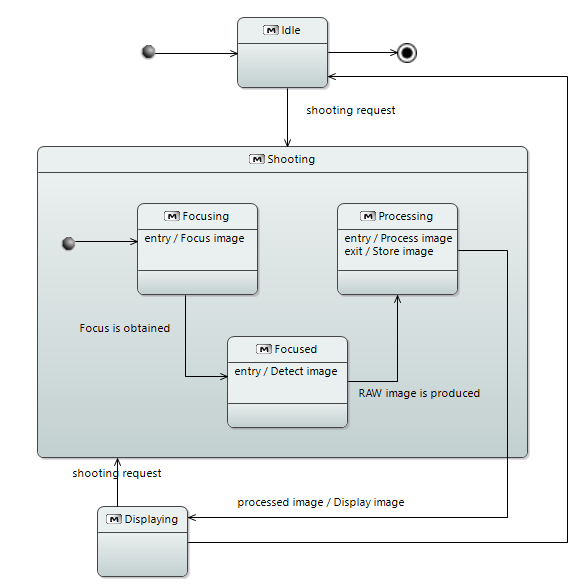 M Idle
shooting request
M Shooting
M Focusing
entry / Focus image
M Processing
entry / Process image
exit / Store image
Focus is obtained
M Focused
entry / Detect image
RAW image is produced
shooting request
processed image / Display image
M Displaying